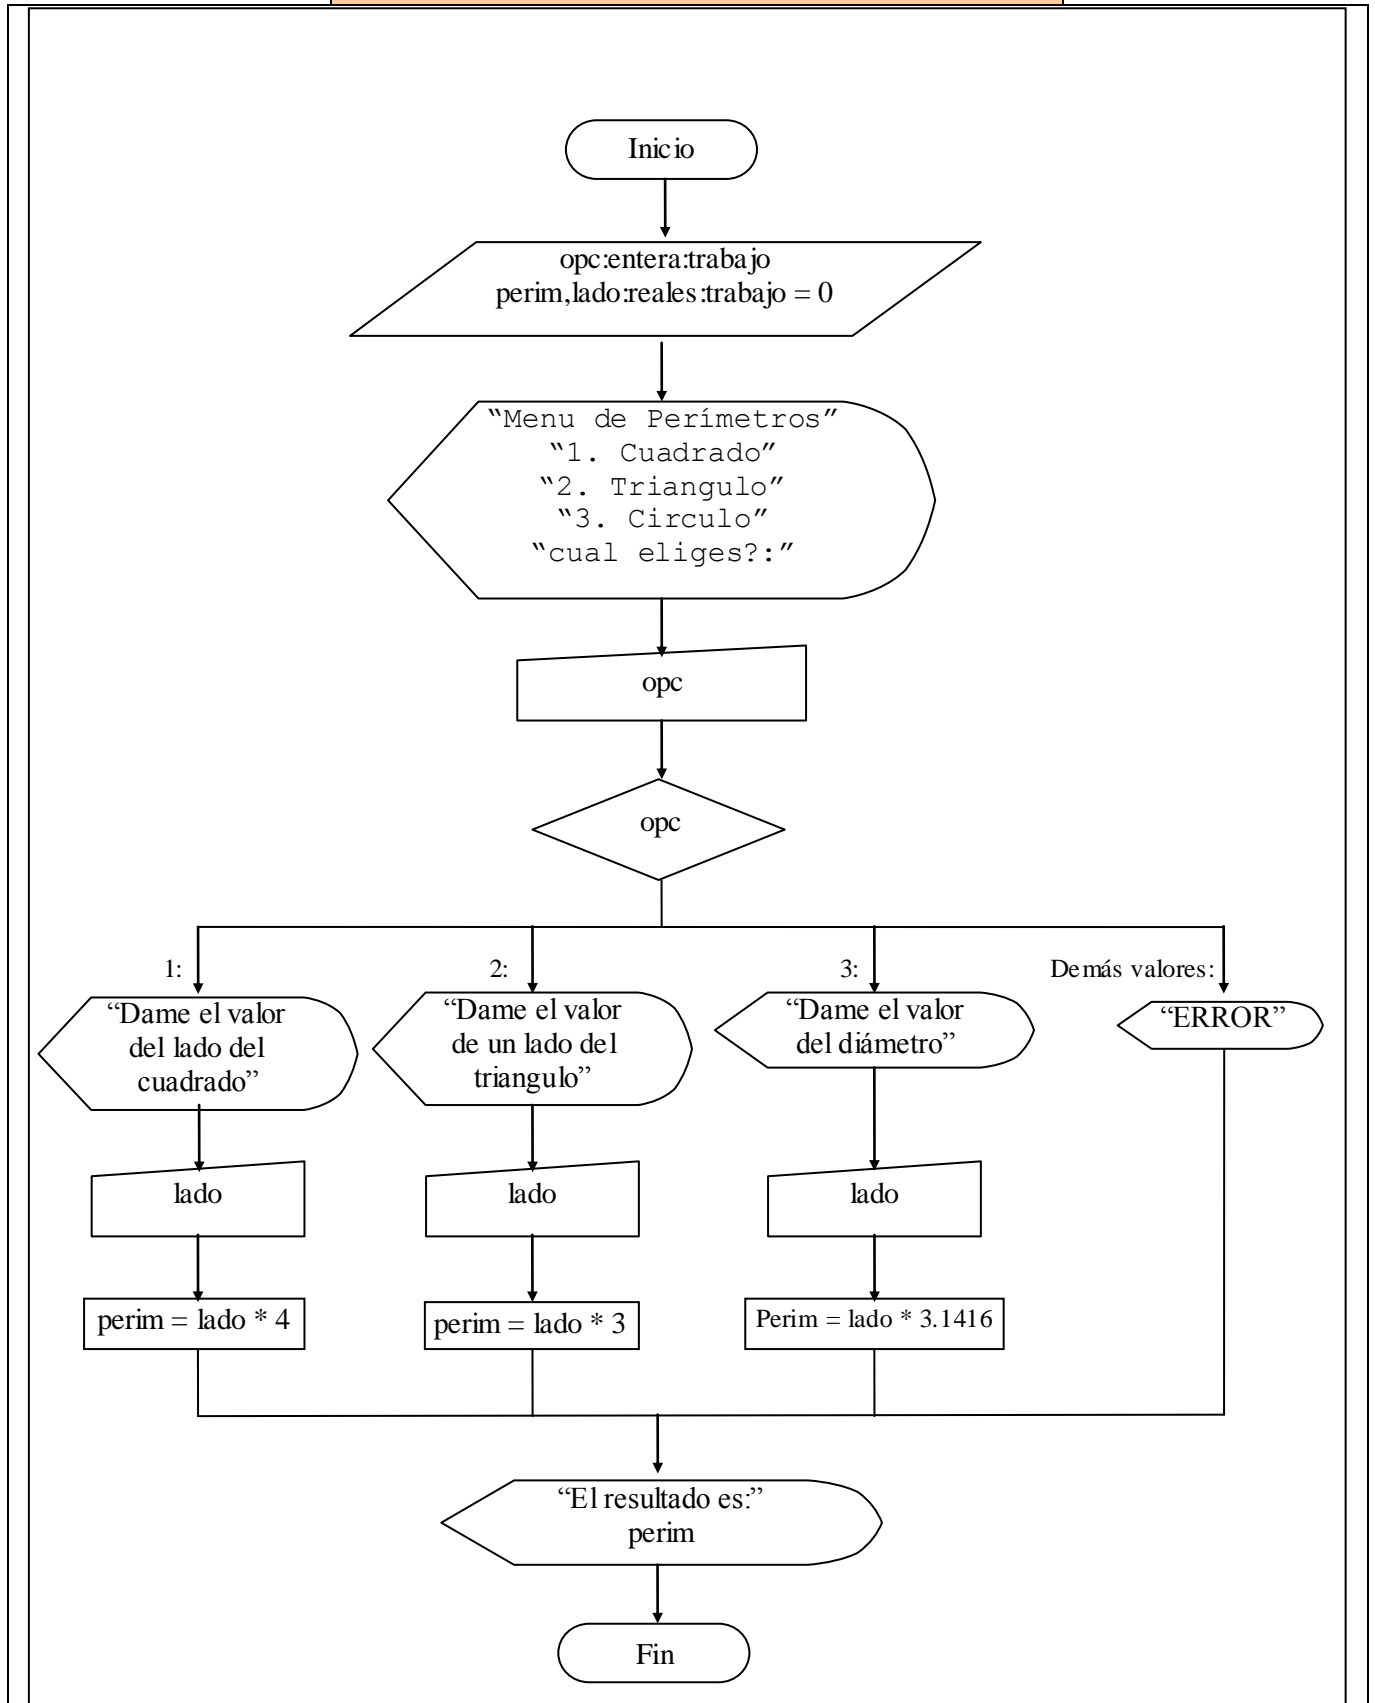 Inicio
opc:entera:trabajo
perim,lado:reales:trabajo = 0
“Menu de Perímetros”
“1. Cuadrado”
“2. Triangulo”
“3. Circulo”
“cual eliges?:”
opc
opc
1:
“Dame el valor
del lado del
cuadrado”
lado
perim = lado * 4
2:
“Dame el valor
de un lado del
triangulo”
lado
perim = lado * 3
3:
“Dame el valor
del diámetro”
lado
Perim = lado * 3.1416
Demás valores:
“ERROR”
“El resultado es:”
perim
Fin